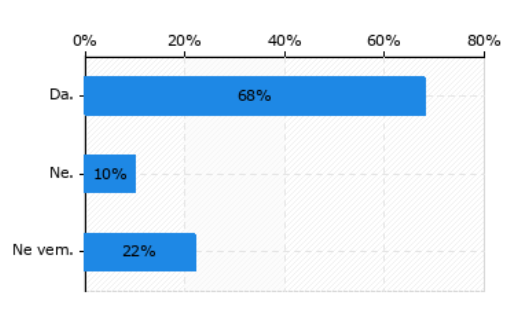 0% 20% 40% 60% 80%
Da. 68%
Ne. 10%
Ne vem. 22%